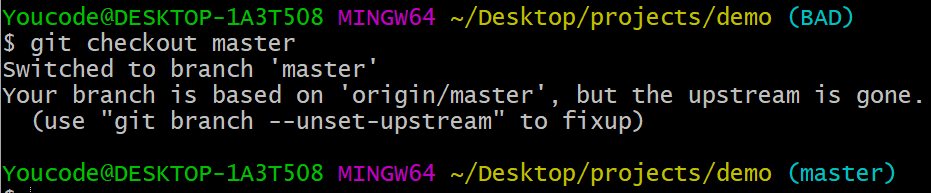 Youcode@DESKTOP-1A3T508 MINGW64 ~/Desktop/projects/demo (BAD)
$ git checkout master
Switched to branch 'master'
Your branch is based on 'origin/master', but the upstream is gone.
  (use "git branch --unset-upstream" to fixup)

Youcode@DESKTOP-1A3T508 MINGW64 ~/Desktop/projects/demo (master)